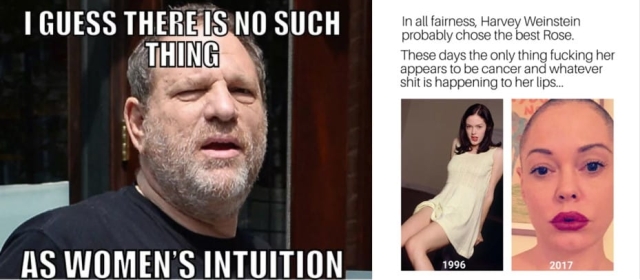 I GUESS THERE IS NO SUCH
THING
AS WOMEN'S INTUITION
In all fairness, Harvey Weinstein
probably chose the best Rose.
These days the only thing fucking her
appears to be cancer and whatever
shit is happening to her lips...
1996
2017